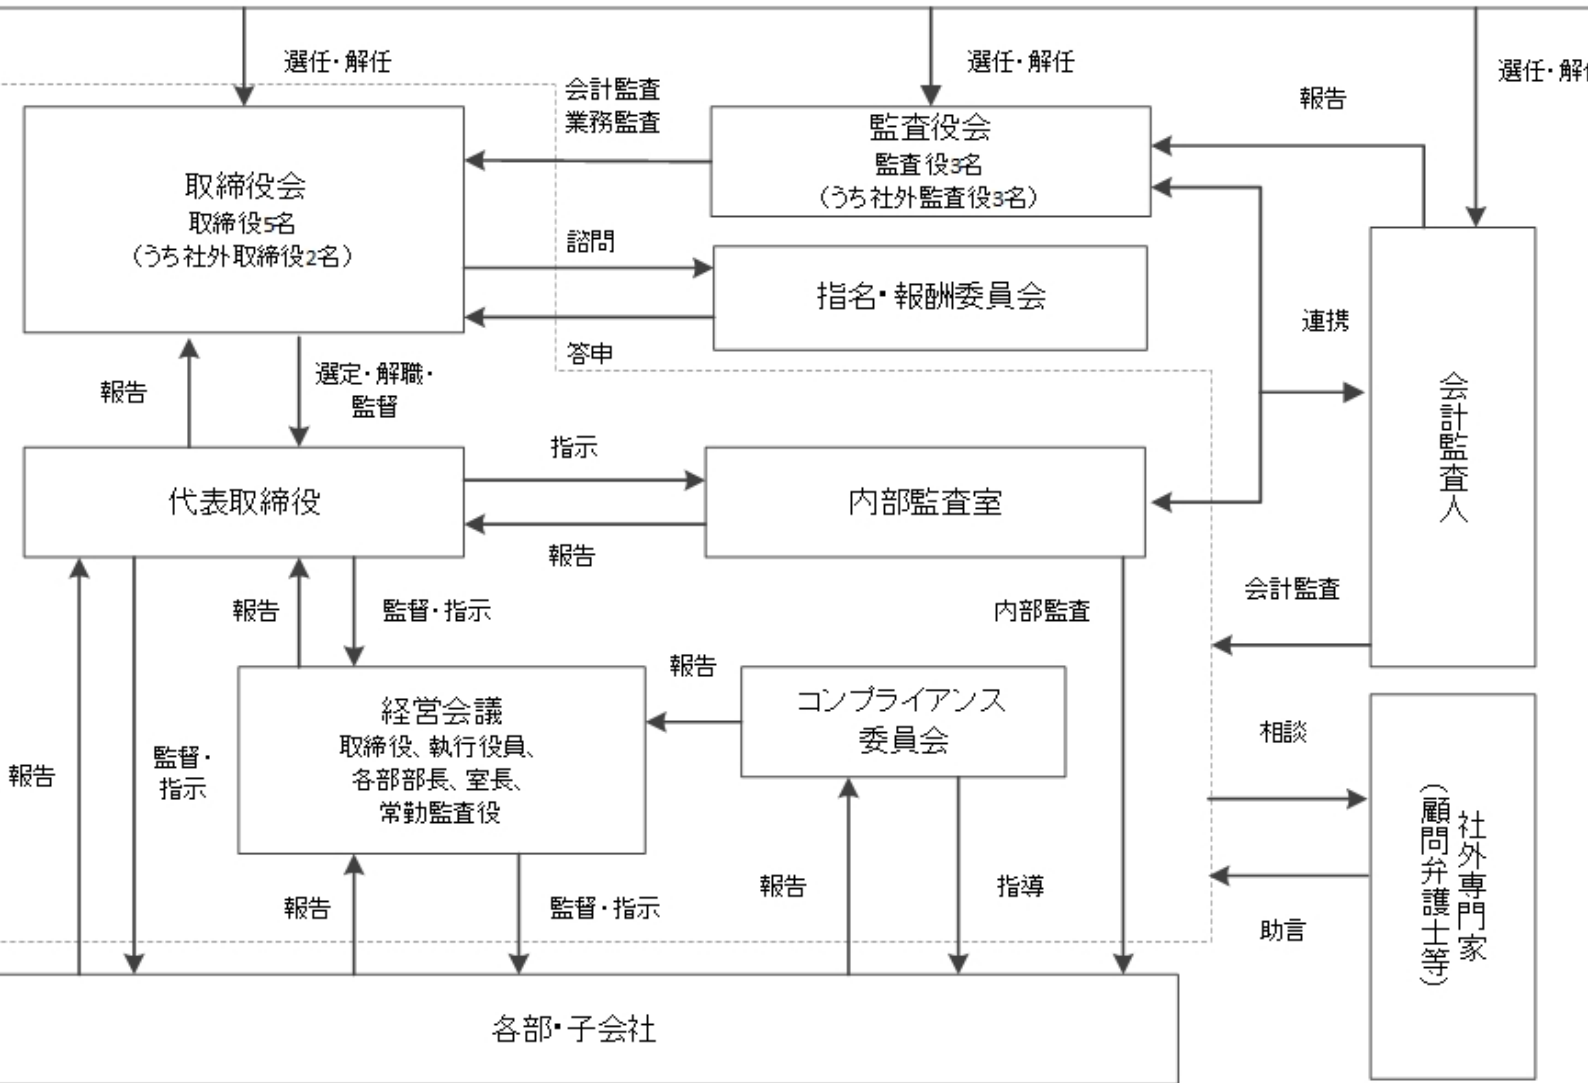 選任・解任
選任・解任
選任・解
会計監査
業務監査
報告
監査役会
監査役3名
（うち社外監査役3名）
取締役会
取締役5名
（うち社外取締役2名）
諮問
指名・報酬委員会
答申
連携
会計監査人
報告
選定・解職・
監督
代表取締役
指示
報告
内部監査室
会計監査
報告
監督・指示
内部監査
報告
経営会議
取締役、執行役員、
各部部長、室長、
常勤監査役
コンプライアンス
委員会
相談
社外専門家
（顧問弁護士等）
報告
監督・
指示
報告
監督・指示
報告
指導
助言
各部・子会社